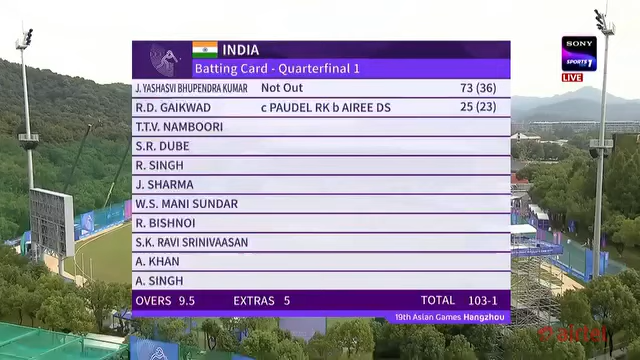 INDIA
Batting Card - Quarterfinal 1
J. YASHASVI BHUPENDRA KUMAR Not Out 73 (36)
R.D. GAIKWAD c PAUDEL RK b AIREE DS 25 (23)
T.T.V. NAMBOORI
S.R. DUBE
R. SINGH
J. SHARMA
W.S. MANI SUNDAR
R. BISHNOI
S.K. RAVI SRINIVAASAN
A. KHAN
A. SINGH
OVERS 9.5 EXTRAS 5 TOTAL 103-1
19th Asian Games Hangzhou
SONY
SPORTS 1
LIVE
airtel